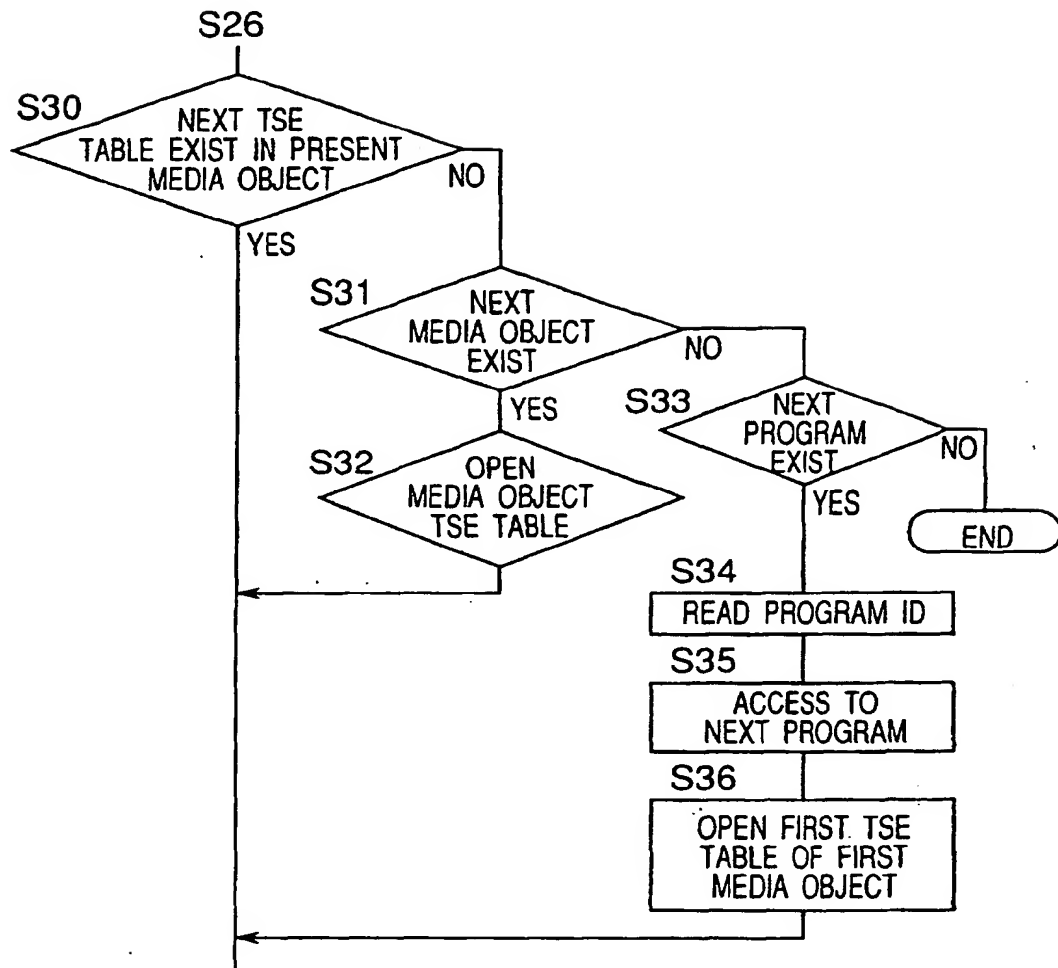 S26
S30
NEXT TSE
TABLE EXIST IN PRESENT
MEDIA OBJECT
NO
YES
S31
NEXT
MEDIA OBJECT
EXIST
NO
YES
S33
NEXT
PROGRAM
EXIST
NO
YES
END
S32
OPEN
MEDIA OBJECT
TSE TABLE
S34
READ PROGRAM ID
S35
ACCESS TO
NEXT PROGRAM
S36
OPEN FIRST TSE
TABLE OF FIRST
MEDIA OBJECT